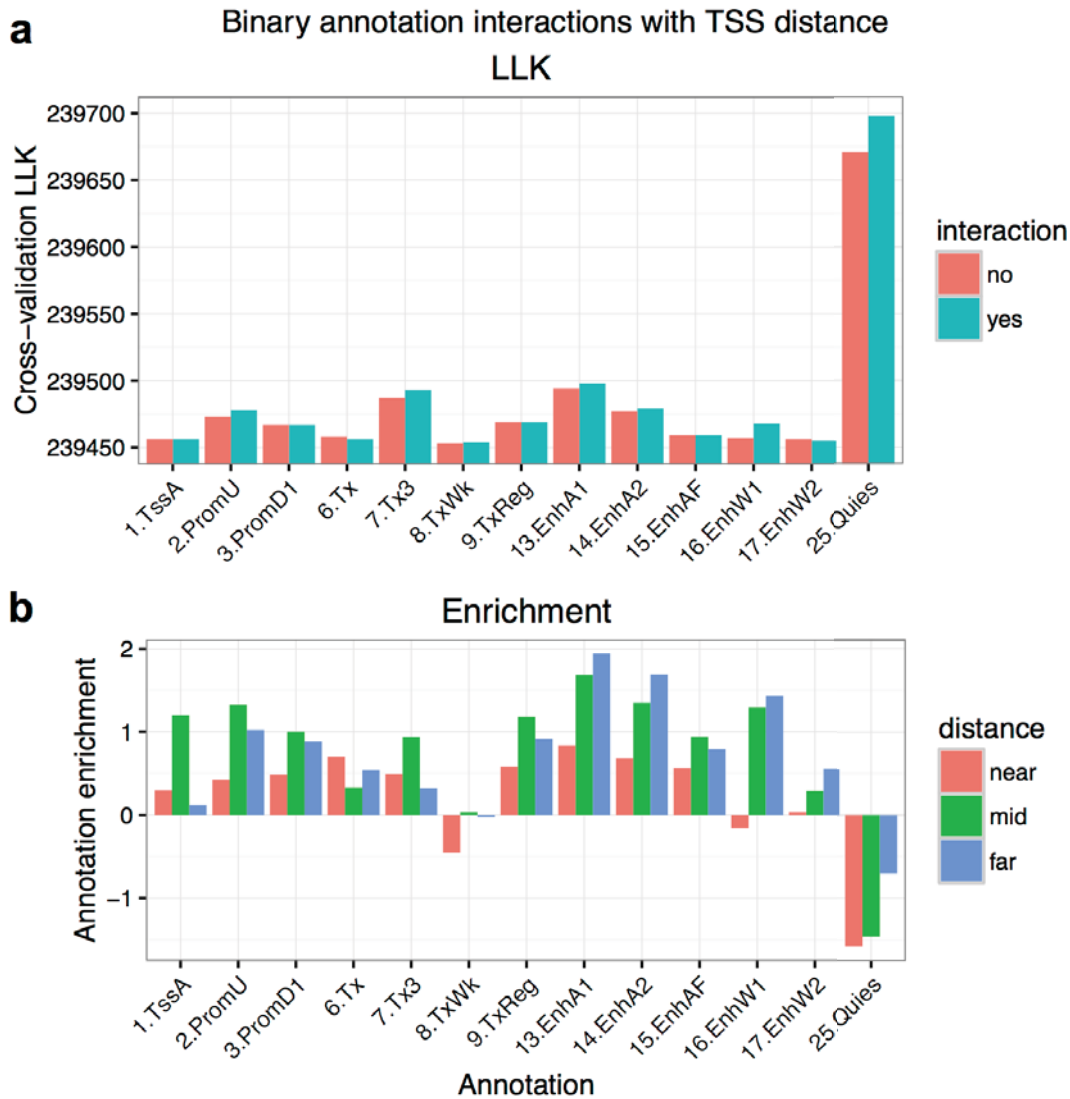 a
Binary annotation interactions with TSS distance
LLK
Cross−validation LLK
239700
239650
239600
239550
239500
239450
1.TssA
2.PromU
3.PromD1
6.Tx
7.Tx3
8.TxWk
9.TxReg
13.EnhA1
14.EnhA2
15.EnhAF
16.EnhW1
17.EnhW2
25.Quies
interaction
no
yes
b
Enrichment
Annotation enrichment
2
1
0
−1
1.TssA
2.PromU
3.PromD1
6.Tx
7.Tx3
8.TxWk
9.TxReg
13.EnhA1
14.EnhA2
15.EnhAF
16.EnhW1
17.EnhW2
25.Quies
Annotation
distance
near
mid
far